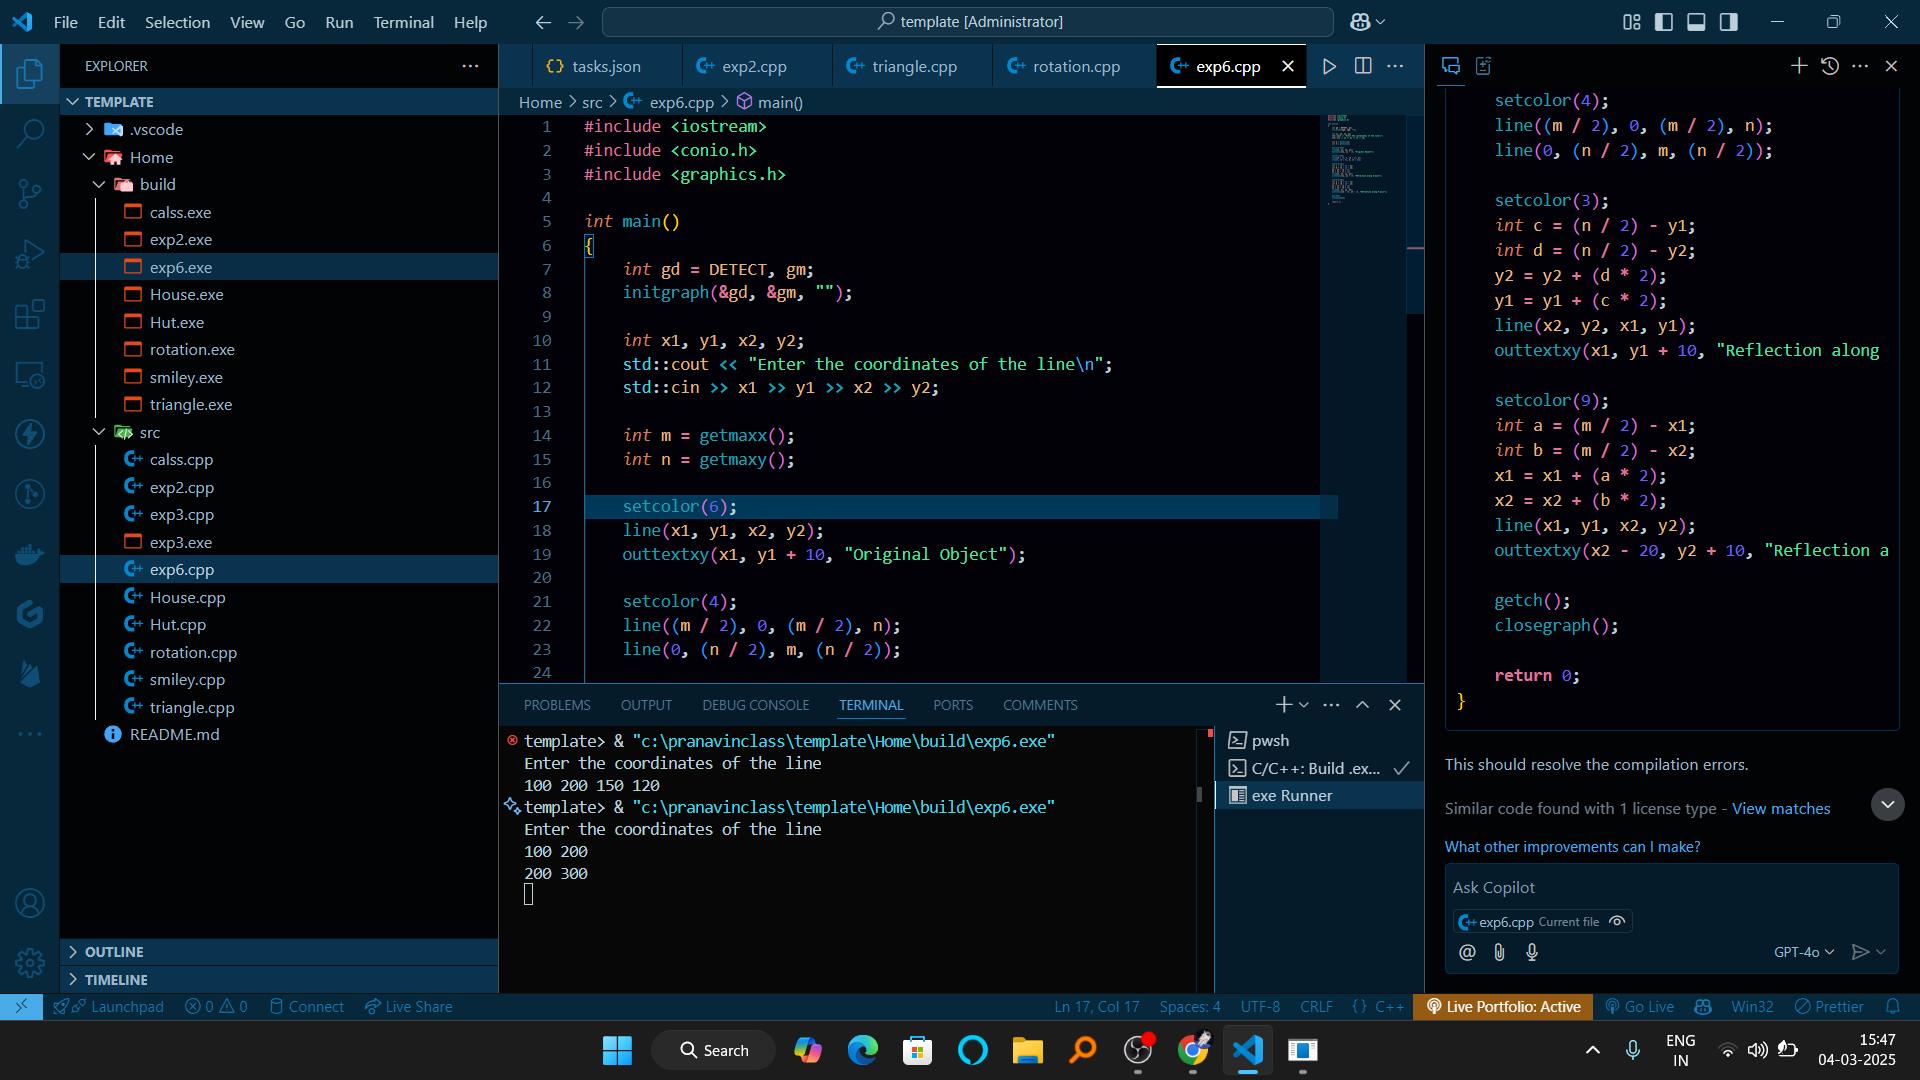 File Edit Selection View Go Run Terminal Help
template [Administrator]
EXPLORER
TEMPLATE
.vscode
Home
build
calss.exe
exp2.exe
exp6.exe
House.exe
Hut.exe
rotation.exe
smiley.exe
triangle.exe
src
calss.cpp
exp2.cpp
exp3.cpp
exp3.exe
exp6.cpp
House.cpp
Hut.cpp
rotation.cpp
smiley.cpp
triangle.cpp
README.md
OUTLINE
TIMELINE
tasks.json exp2.cpp triangle.cpp rotation.cpp exp6.cpp
Home > src > exp6.cpp > main()
1 #include <iostream>
2 #include <conio.h>
3 #include <graphics.h>
4
5 int main()
6 {
7 int gd = DETECT, gm;
8 initgraph(&gd, &gm, "");
9
10 int x1, y1, x2, y2;
11 std::cout << "Enter the coordinates of the line\n";
12 std::cin >> x1 >> y1 >> x2 >> y2;
13
14 int m = getmaxx();
15 int n = getmaxy();
16
17 setcolor(6);
18 line(x1, y1, x2, y2);
19 outtextxy(x1, y1 + 10, "Original Object");
20
21 setcolor(4);
22 line((m / 2), 0, (m / 2), n);
23 line(0, (n / 2), m, (n / 2));
24
PROBLEMS OUTPUT DEBUG CONSOLE TERMINAL PORTS COMMENTS
template> & "c:\pranavinclass\template\Home\build\exp6.exe"
Enter the coordinates of the line
100 200 150 120
template> & "c:\pranavinclass\template\Home\build\exp6.exe"
Enter the coordinates of the line
100 200
200 300
pwsh
C/C++: Build .ex...
exe Runner
setcolor(4);
line((m / 2), 0, (m / 2), n);
line(0, (n / 2), m, (n / 2));
setcolor(3);
int c = (n / 2) - y1;
int d = (n / 2) - y2;
y2 = y2 + (d * 2);
y1 = y1 + (c * 2);
line(x2, y2, x1, y1);
outtextxy(x1, y1 + 10, "Reflection along
setcolor(9);
int a = (m / 2) - x1;
int b = (m / 2) - x2;
x1 = x1 + (a * 2);
x2 = x2 + (b * 2);
line(x1, y1, x2, y2);
outtextxy(x2 - 20, y2 + 10, "Reflection a
getch();
closegraph();
return 0;
}
This should resolve the compilation errors.
Similar code found with 1 license type - View matches
What other improvements can I make?
Ask Copilot
exp6.cpp Current file
@ GPT-4o
Launchpad 0 0 Connect Live Share Ln 17, Col 17 Spaces: 4 UTF-8 CRLF {} C++ Live Portfolio: Active Go Live Win32 Prettier
Search
ENG
IN
15:47
04-03-2025